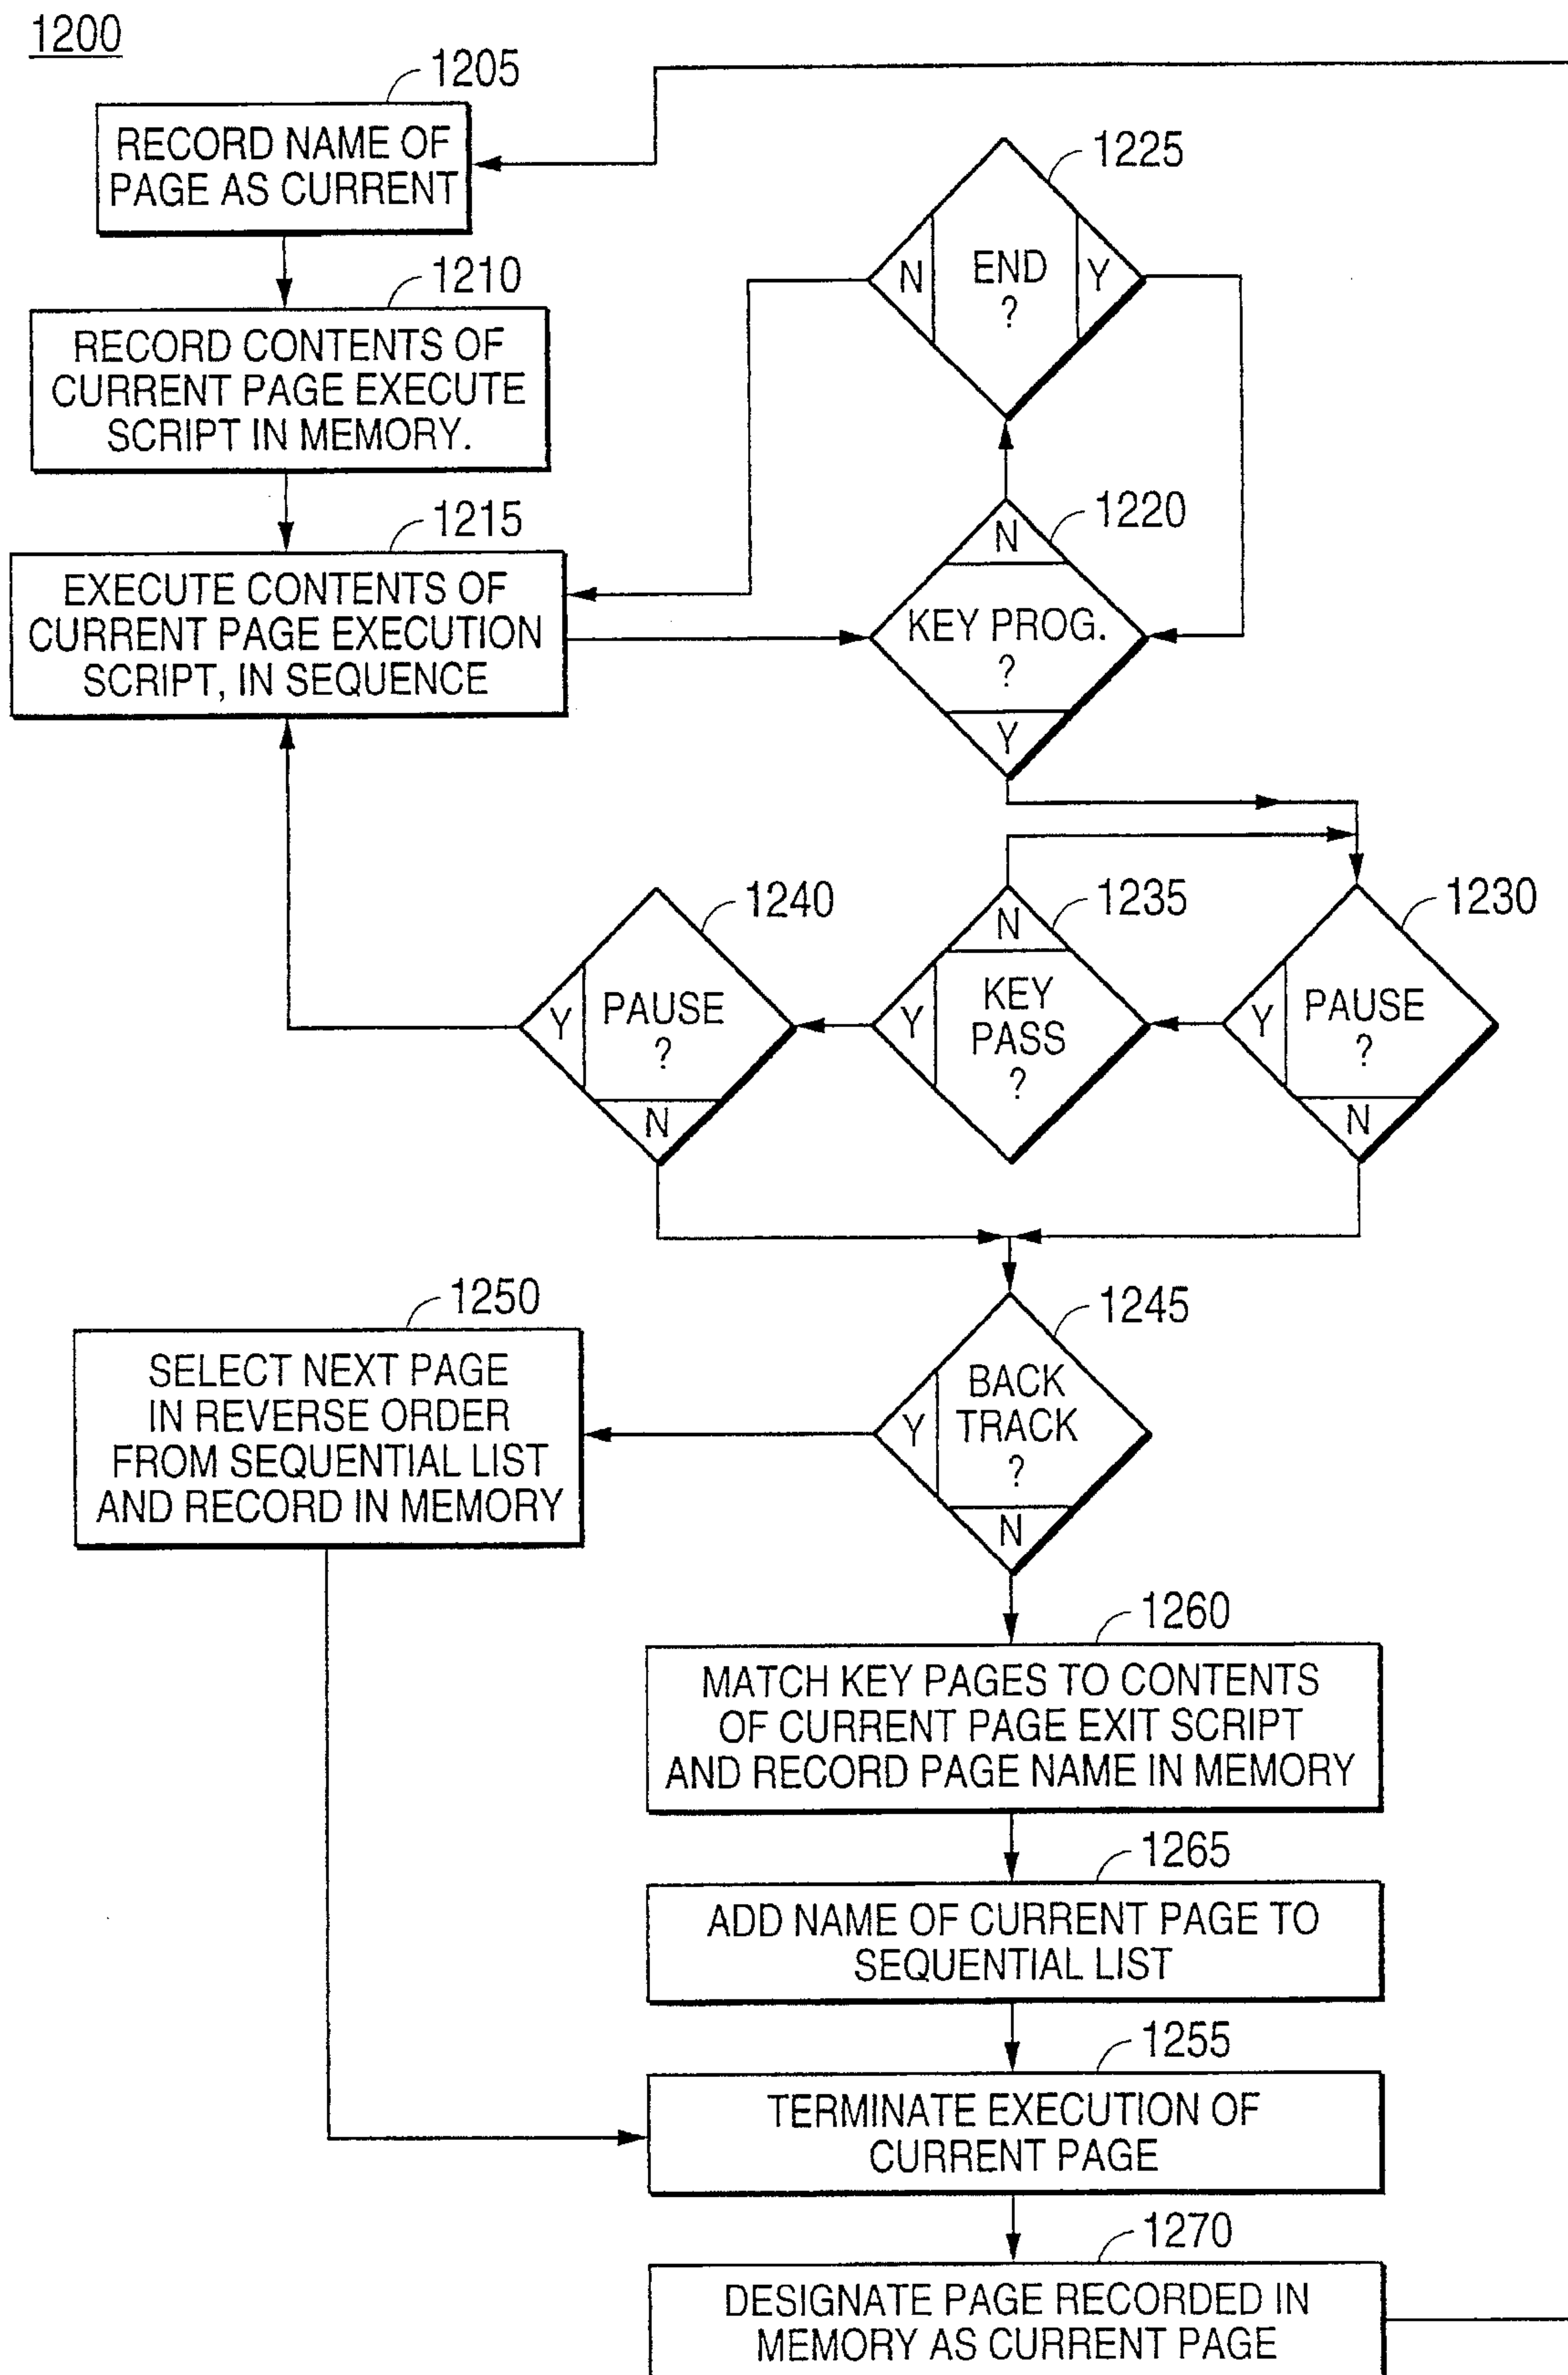 1200
1205
RECORD NAME OF
PAGE AS CURRENT
1210
RECORD CONTENTS OF
CURRENT PAGE EXECUTE
SCRIPT IN MEMORY.
1215
EXECUTE CONTENTS OF
CURRENT PAGE EXECUTION
SCRIPT, IN SEQUENCE
1225
N
END
?
Y
1220
N
KEY PROG.
?
Y
1240
Y
PAUSE
?
N
1235
N
Y
KEY
PASS
?
1230
Y
PAUSE
?
N
1245
Y
BACK
TRACK
?
N
1250
SELECT NEXT PAGE
IN REVERSE ORDER
FROM SEQUENTIAL LIST
AND RECORD IN MEMORY
1260
MATCH KEY PAGES TO CONTENTS
OF CURRENT PAGE EXIT SCRIPT
AND RECORD PAGE NAME IN MEMORY
1265
ADD NAME OF CURRENT PAGE TO
SEQUENTIAL LIST
1255
TERMINATE EXECUTION OF
CURRENT PAGE
1270
DESIGNATE PAGE RECORDED IN
MEMORY AS CURRENT PAGE